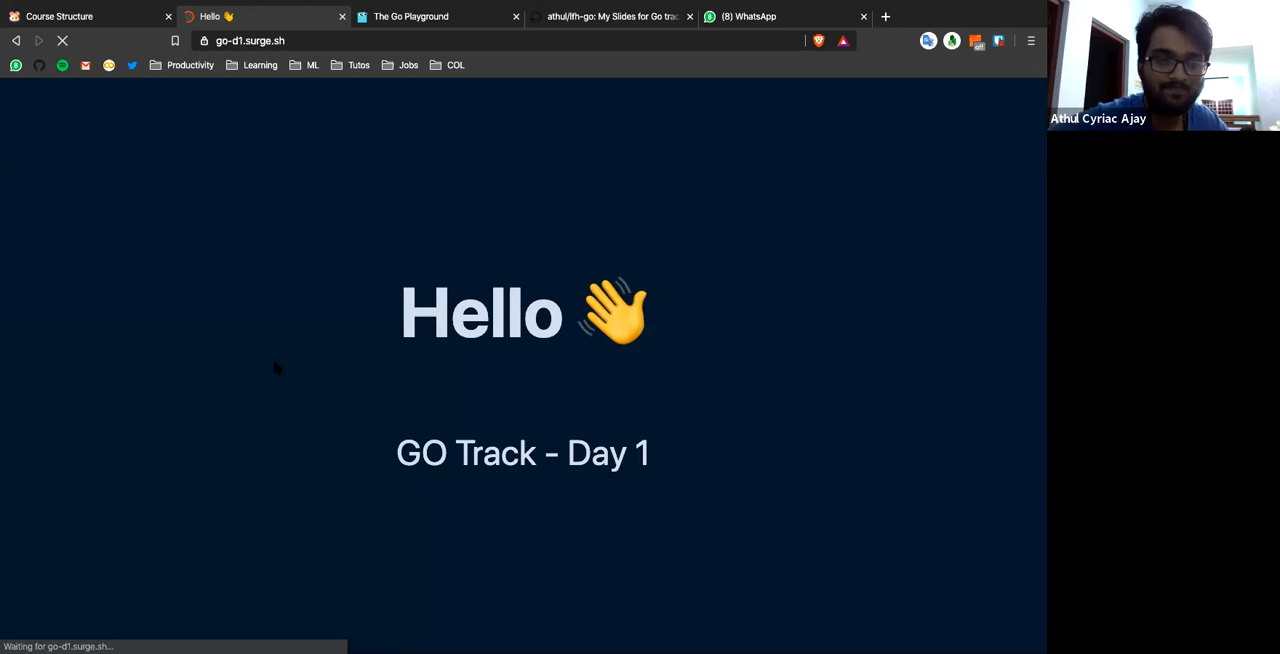 Course Structure
Hello 👋
The Go Playground
athul/lfh-go: My Slides for Go trac
(8) WhatsApp
go-d1.surge.sh
off
Productivity
Learning
ML
Tutos
Jobs
COL
Athul Cyriac Ajay
Hello 👋
GO Track - Day 1
Waiting for go-d1.surge.sh...